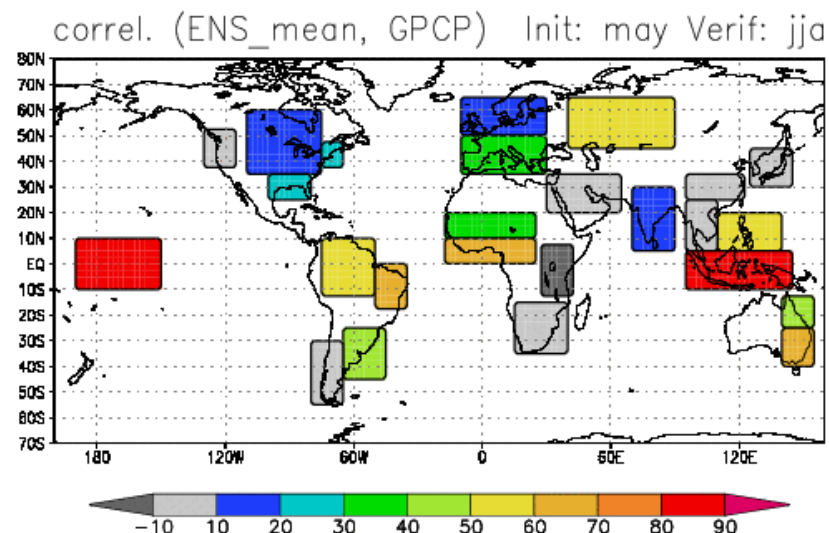 correl. (ENS_mean, GPCP) Init: may Verif: jja
80N
70N
60N
50N
40N
30N
20N
10N
EQ
10S
20S
30S
40S
50S
60S
70S
180 120W 60W 0 60E 120E
-10 10 20 30 40 50 60 70 80 90